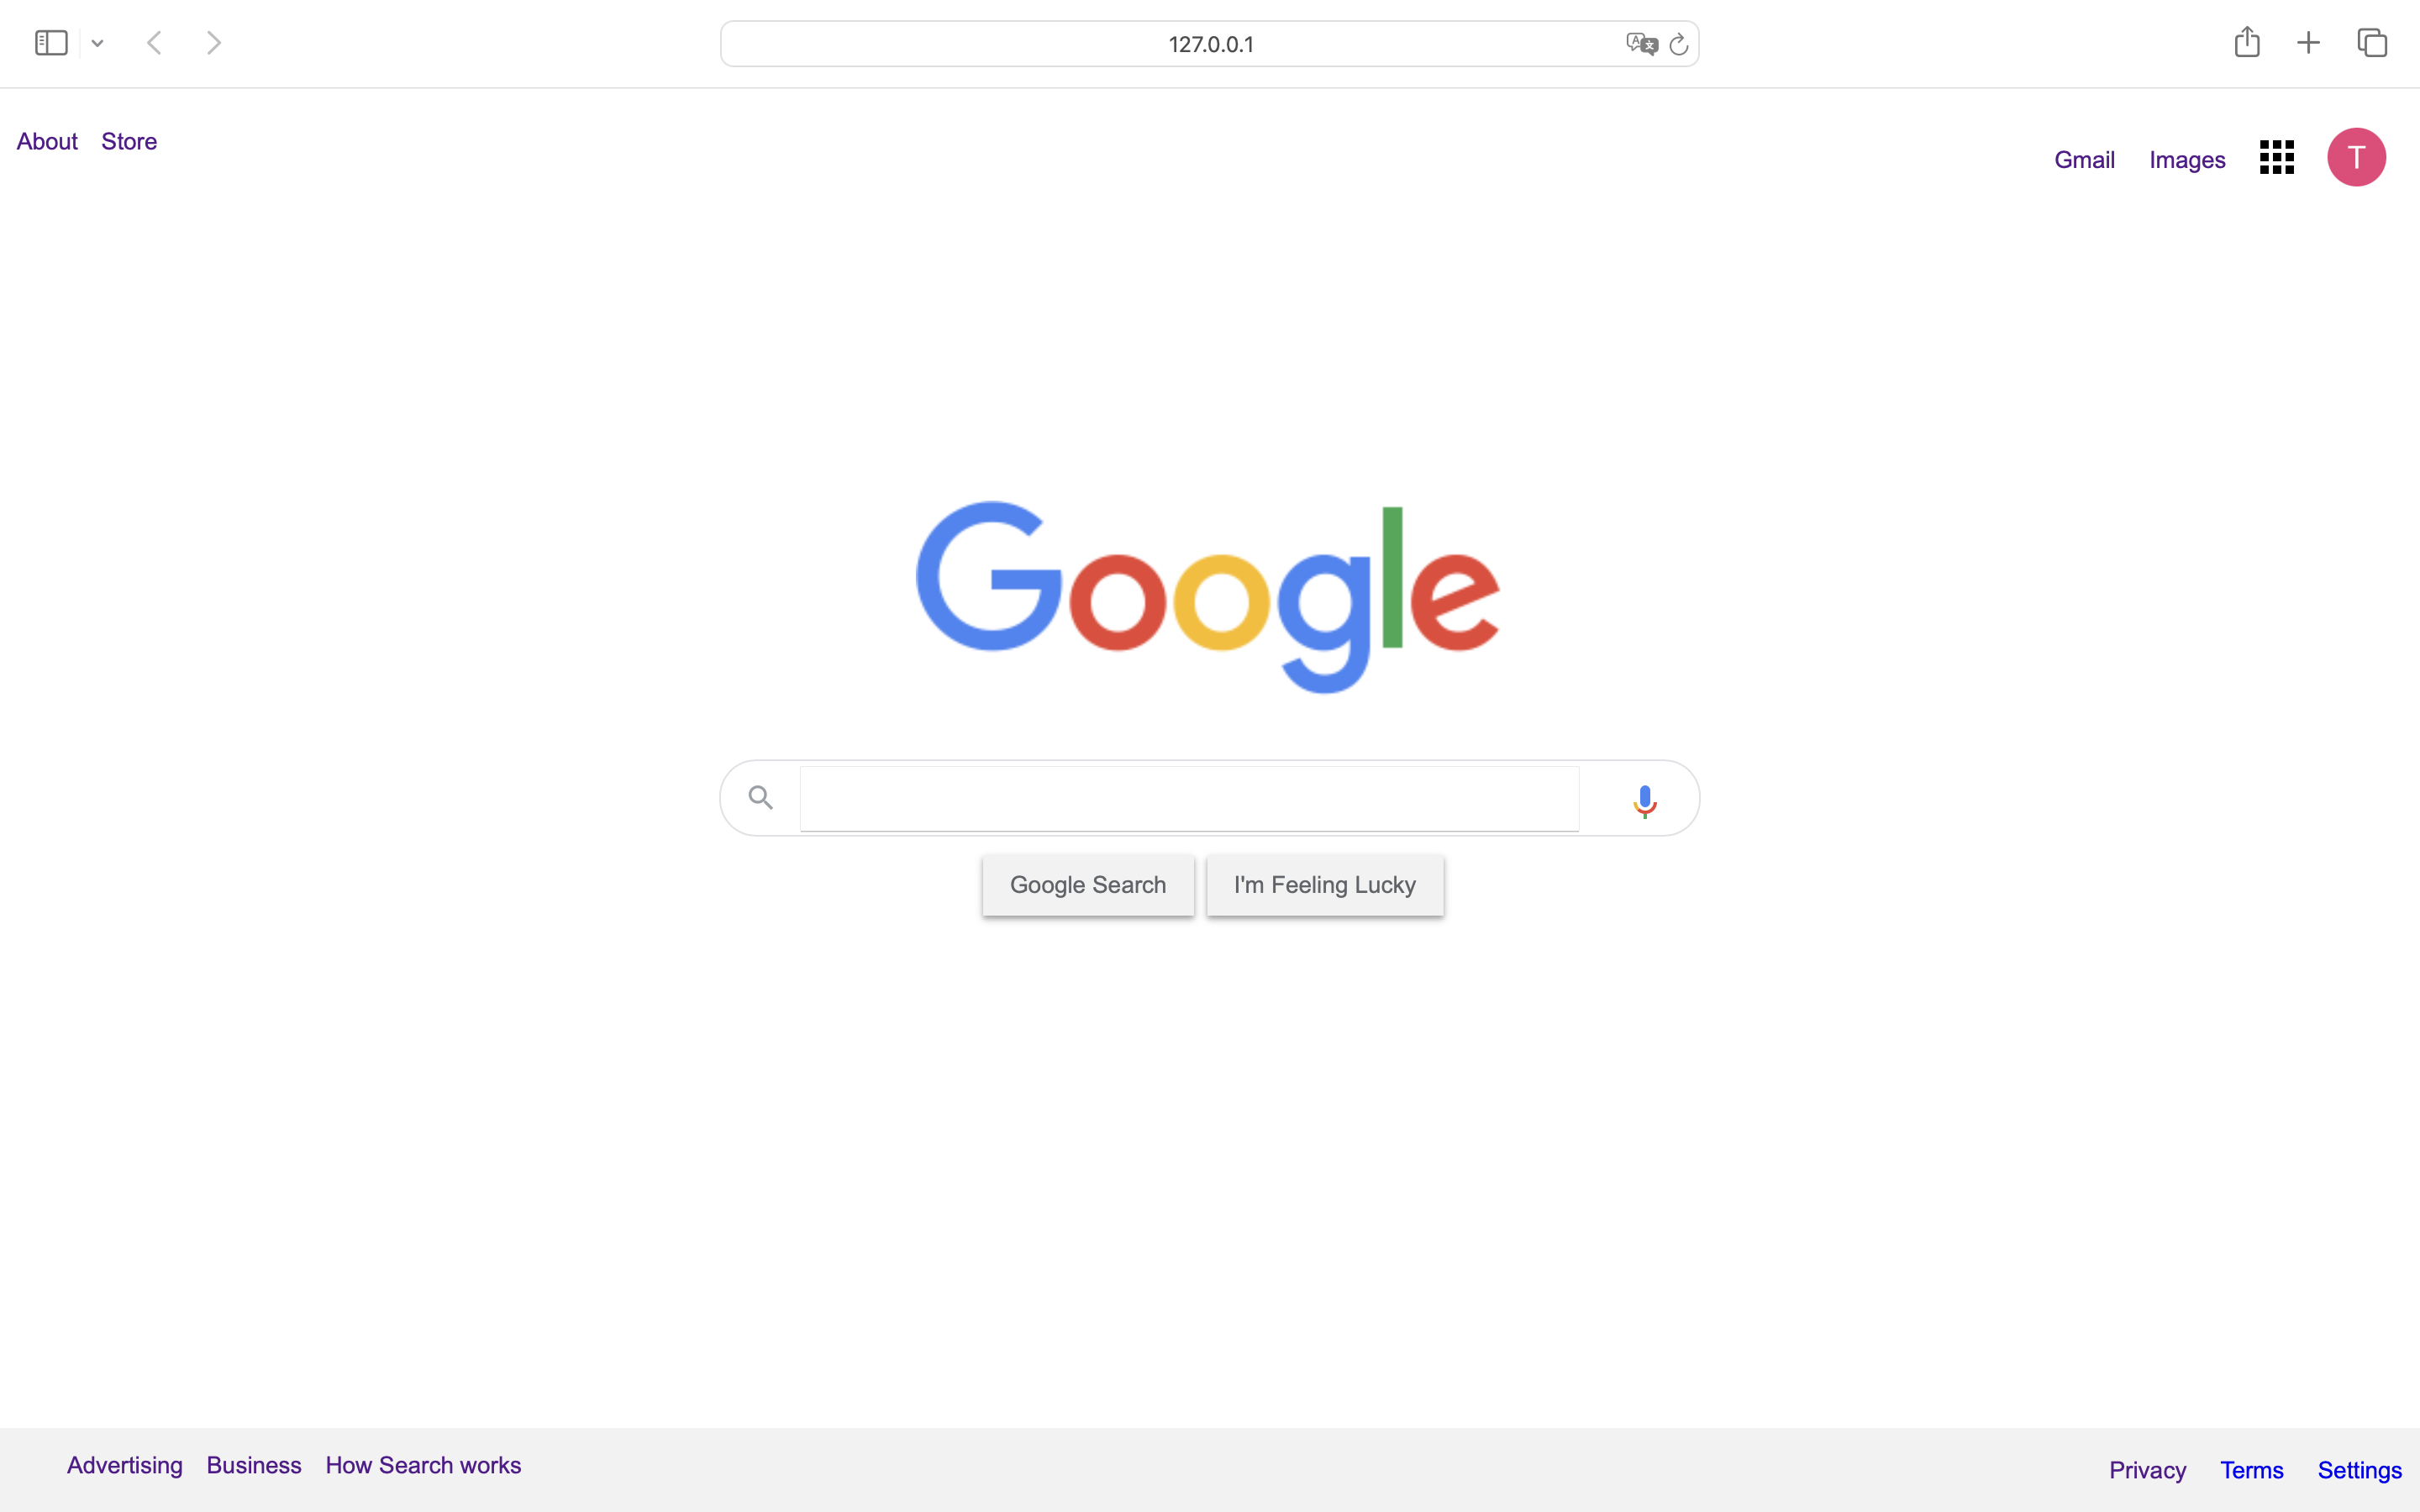 127.0.0.1
About Store
Gmail Images T
Google
Google Search I'm Feeling Lucky
Advertising Business How Search works
Privacy Terms Settings